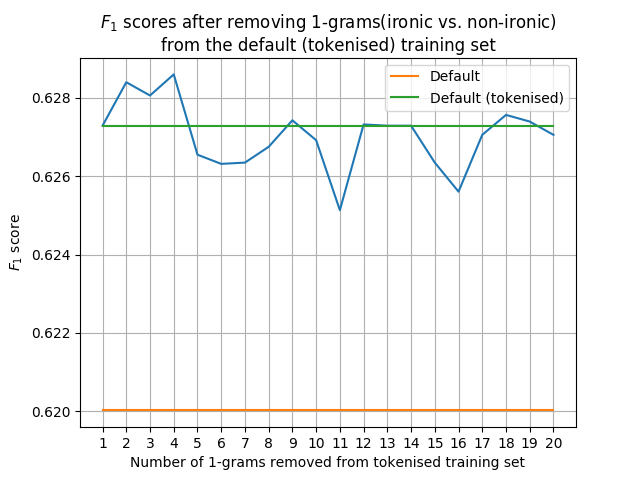 F1 scores after removing 1-grams(ironic vs. non-ironic)
from the default (tokenised) training set
Default
Default (tokenised)
0.628
0.626
0.624
0.622
0.620
F1 score
1 2 3 4 5 6 7 8 9 10 11 12 13 14 15 16 17 18 19 20
Number of 1-grams removed from tokenised training set